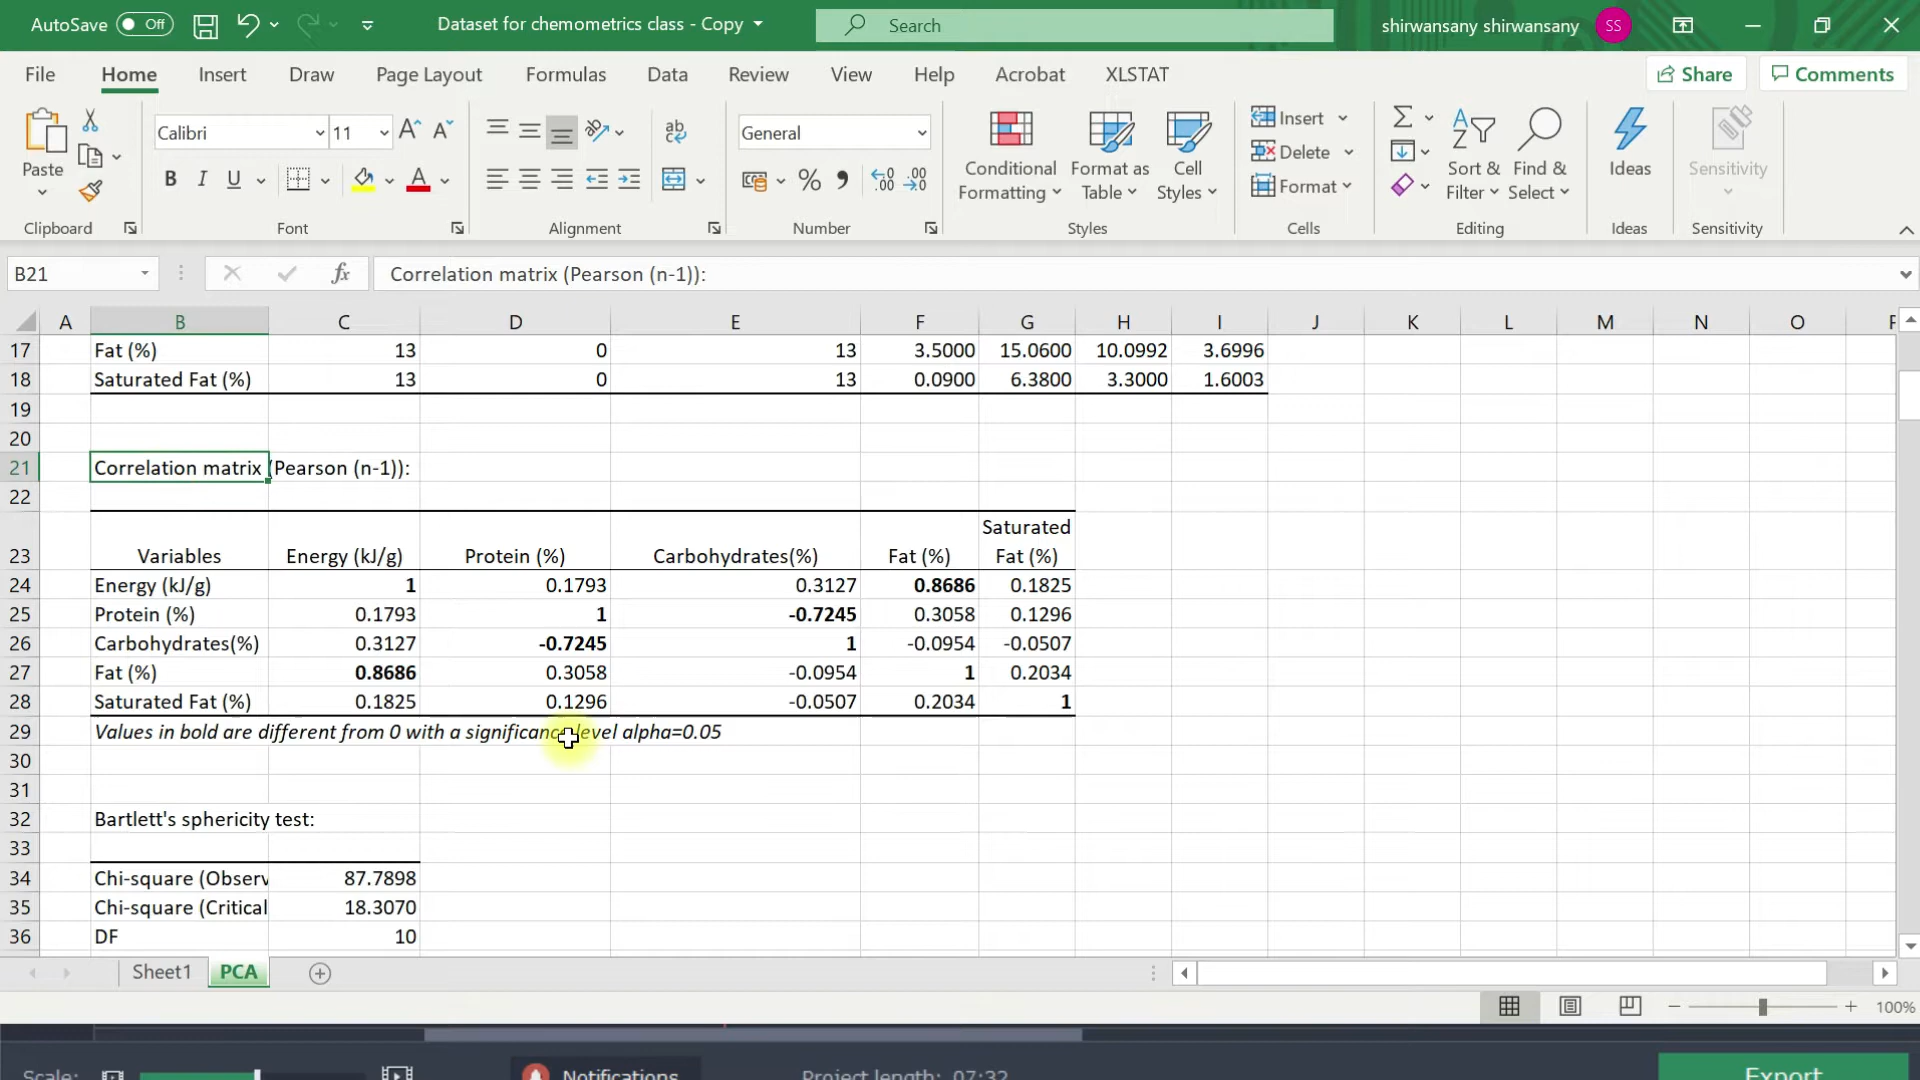 AutoSave Off Dataset for chemometrics class - Copy Search shirwansany shirwansany SS
File Home Insert Draw Page Layout Formulas Data Review View Help Acrobat XLSTAT Share Comments
Paste Calibri 11 General Conditional Formatting Format as Table Cell Styles Insert Delete Format Sort & Filter Find & Select Ideas Sensitivity
Clipboard Font Alignment Number Styles Cells Editing Ideas Sensitivity
B21 fx Correlation matrix (Pearson (n-1)):
A B C D E F G H I J K L M N O
17 Fat (%) 13 0 13 3.5000 15.0600 10.0992 3.6996
18 Saturated Fat (%) 13 0 13 0.0900 6.3800 3.3000 1.6003
19
20
21 Correlation matrix (Pearson (n-1)):
22
23 Variables Energy (kJ/g) Protein (%) Carbohydrates(%) Fat (%) Saturated Fat (%)
24 Energy (kJ/g) 1 0.1793 0.3127 0.8686 0.1825
25 Protein (%) 0.1793 1 -0.7245 0.3058 0.1296
26 Carbohydrates(%) 0.3127 -0.7245 1 -0.0954 -0.0507
27 Fat (%) 0.8686 0.3058 -0.0954 1 0.2034
28 Saturated Fat (%) 0.1825 0.1296 -0.0507 0.2034 1
29 Values in bold are different from 0 with a significance level alpha=0.05
30
31
32 Bartlett's sphericity test:
33
34 Chi-square (Observ 87.7898
35 Chi-square (Critical 18.3070
36 DF 10
Sheet1 PCA
100%
Scale: Notifications Project length: 07:32 Export